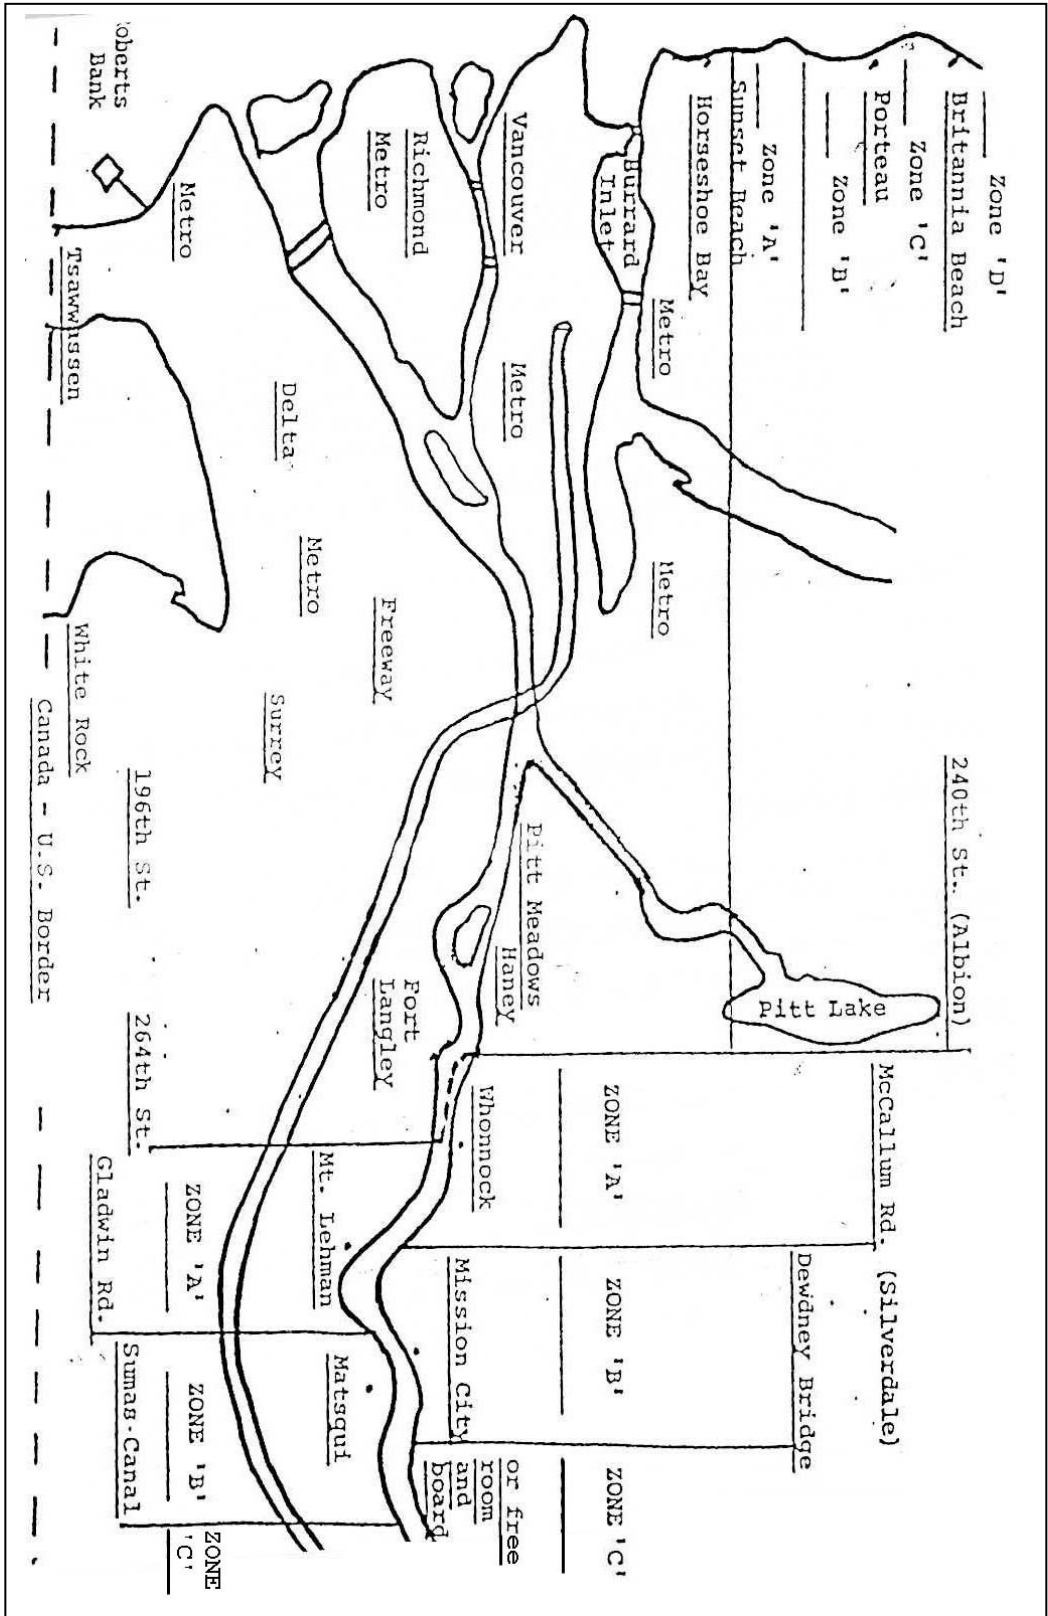 Zone 'D'
Britannia Beach
240th St. (Albion)
Zone 'C'
Porteau
McCallum Rd. (Silverdale)
Zone 'B'
Dewdney Bridge
Pitt Lake
Zone 'A'
Sunset Beach
Horseshoe Bay
Metro
Metro
Burrard
Inlet
ZONE 'A'
ZONE 'B'
ZONE 'C'
Vancouver
Metro
Pitt Meadows
Haney
Whonnock
Mission City
or free
room
and
board
Richmond
Metro
Freeway
Fort
Langley
Mt. Lehman
Matsqui
Delta
Metro
Surrey
Metro
ZONE 'A'
ZONE 'B'
ZONE
'C'
196th St.
264th St.
Gladwin Rd.
Sumas Canal
oberts
Bank
Tsawwassen
White Rock
Canada - U.S. Border